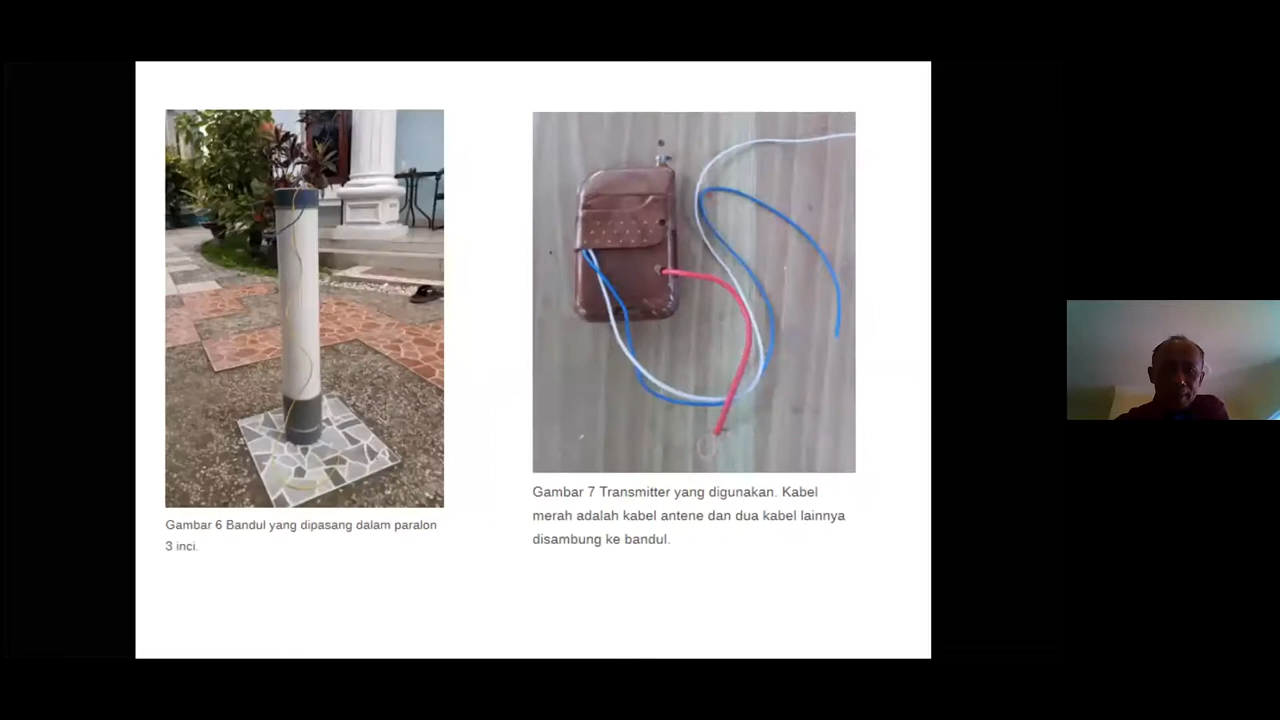 Gambar 6 Bandul yang dipasang dalam paralon
3 inci.
Gambar 7 Transmitter yang digunakan. Kabel
merah adalah kabel antene dan dua kabel lainnya
disambung ke bandul.